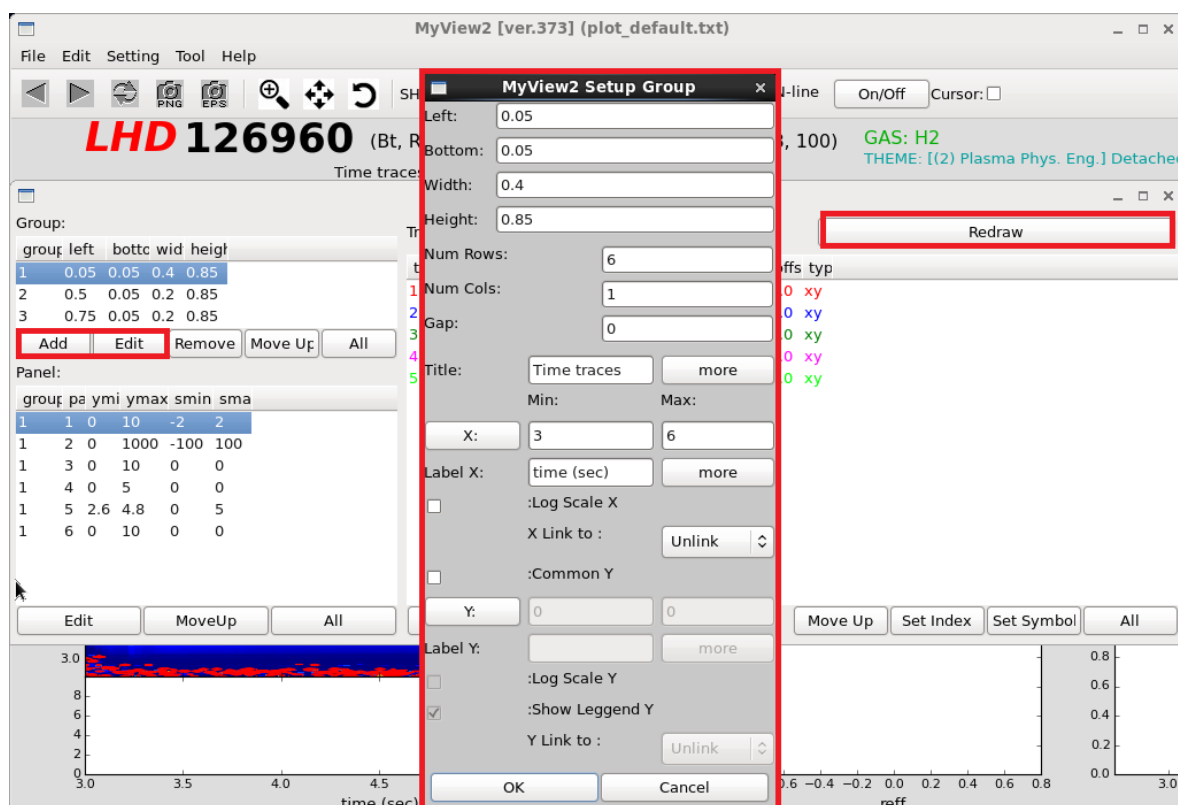 MyView2 [ver.373] (plot_default.txt)
File Edit Setting Tool Help
PNG EPS SH N-line On/Off Cursor:
LHD 126960 (Bt, R , 100) GAS: H2
THEME: [(2) Plasma Phys. Eng.] Detache
Time traces
MyView2 Setup Group
Left: 0.05
Bottom: 0.05
Width: 0.4
Height: 0.85
Num Rows: 6
Num Cols: 1
Gap: 0
Title: Time traces more
Min: Max:
X: 3 6
Label X: time (sec) more
:Log Scale X
X Link to : Unlink
:Common Y
Y: 0 0
Label Y: more
:Log Scale Y
:Show Leggend Y
Y Link to : Unlink
OK Cancel
Group:
group left botto wid heigh
1 0.05 0.05 0.4 0.85
2 0.5 0.05 0.2 0.85
3 0.75 0.05 0.2 0.85
Add Edit Remove Move Up All
Panel:
group pa ymi ymax smin sma
1 1 0 10 -2 2
1 2 0 1000 -100 100
1 3 0 10 0 0
1 4 0 5 0 0
1 5 2.6 4.8 0 5
1 6 0 10 0 0
Edit MoveUp All
Tr Redraw
t offs typ
1 .0 xy
2 .0 xy
3 .0 xy
4 .0 xy
5 .0 xy
Move Up Set Index Set Symbol All
3.0
8
6
4
2
0
3.0 3.5 4.0 4.5
time (sec)
0.6 −0.4 −0.2 0.0 0.2 0.4 0.6 0.8
reff
0.8
0.6
0.4
0.2
0.0
3.0